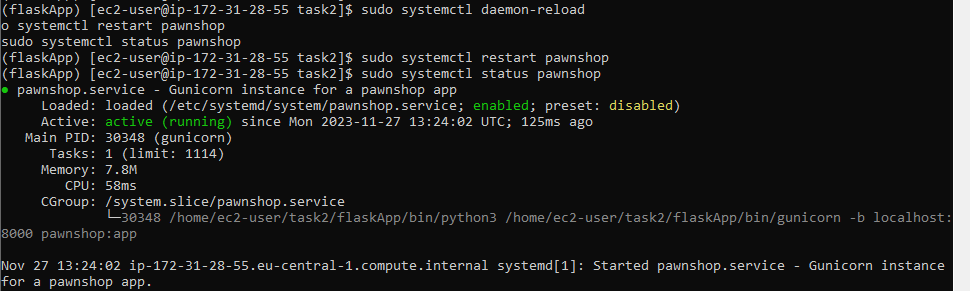 (flaskApp) [ec2-user@ip-172-31-28-55 task2]$ sudo systemctl daemon-reload
o systemctl restart pawnshop
sudo systemctl status pawnshop
(flaskApp) [ec2-user@ip-172-31-28-55 task2]$ sudo systemctl restart pawnshop
(flaskApp) [ec2-user@ip-172-31-28-55 task2]$ sudo systemctl status pawnshop
● pawnshop.service - Gunicorn instance for a pawnshop app
     Loaded: loaded (/etc/systemd/system/pawnshop.service; enabled; preset: disabled)
     Active: active (running) since Mon 2023-11-27 13:24:02 UTC; 125ms ago
   Main PID: 30348 (gunicorn)
      Tasks: 1 (limit: 1114)
     Memory: 7.8M
        CPU: 58ms
     CGroup: /system.slice/pawnshop.service
             └─30348 /home/ec2-user/task2/flaskApp/bin/python3 /home/ec2-user/task2/flaskApp/bin/gunicorn -b localhost:
8000 pawnshop:app
Nov 27 13:24:02 ip-172-31-28-55.eu-central-1.compute.internal systemd[1]: Started pawnshop.service - Gunicorn instance
for a pawnshop app.